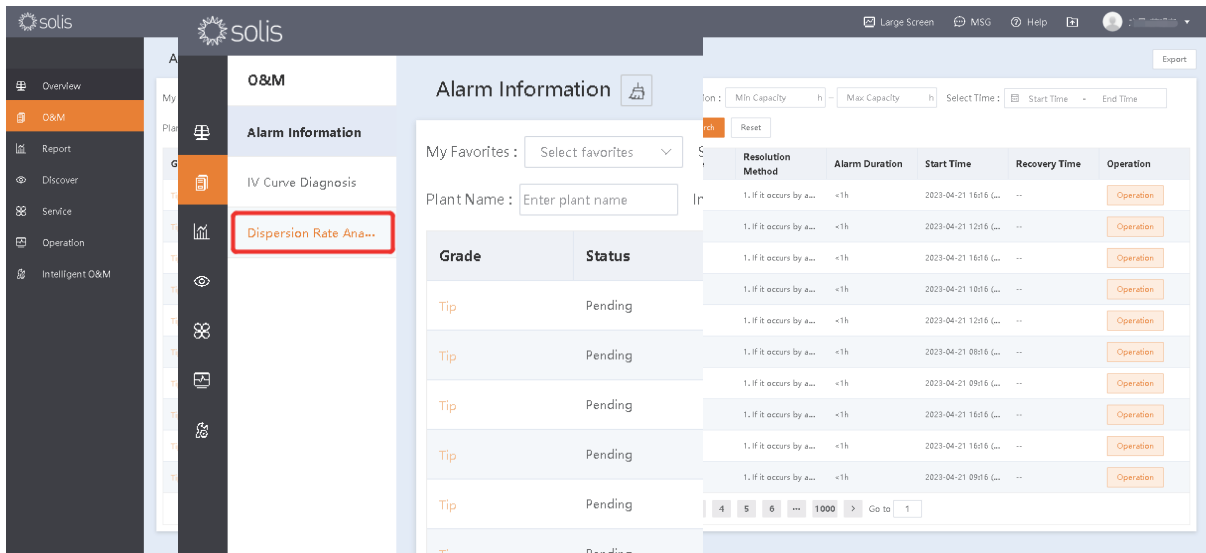 solis
Large Screen
MSG
Help
Overview
O&M
Report
Discover
Service
Operation
Intelligent O&M
My
solis
O&M
Alarm Information
IV Curve Diagnosis
Dispersion Rate Ana...
Alarm Information
My Favorites : Select favorites
Plant Name : Enter plant name
Grade Status
Tip Pending
Tip Pending
Tip Pending
Tip Pending
Tip Pending
Export
Min Capacity h – Max Capacity h Select Time : Start Time - End Time
Reset
Resolution Method Alarm Duration Start Time Recovery Time Operation
1. If it occurs by a... <1h 2023-04-21 16:16 (... -- Operation
1. If it occurs by a... <1h 2023-04-21 12:16 (... -- Operation
1. If it occurs by a... <1h 2023-04-21 16:16 (... -- Operation
1. If it occurs by a... <1h 2023-04-21 10:16 (... -- Operation
1. If it occurs by a... <1h 2023-04-21 12:16 (... -- Operation
1. If it occurs by a... <1h 2023-04-21 08:16 (... -- Operation
1. If it occurs by a... <1h 2023-04-21 09:16 (... -- Operation
1. If it occurs by a... <1h 2023-04-21 16:16 (... -- Operation
1. If it occurs by a... <1h 2023-04-21 16:16 (... -- Operation
1. If it occurs by a... <1h 2023-04-21 09:16 (... -- Operation
4 5 6 ... 1000 > Go to 1